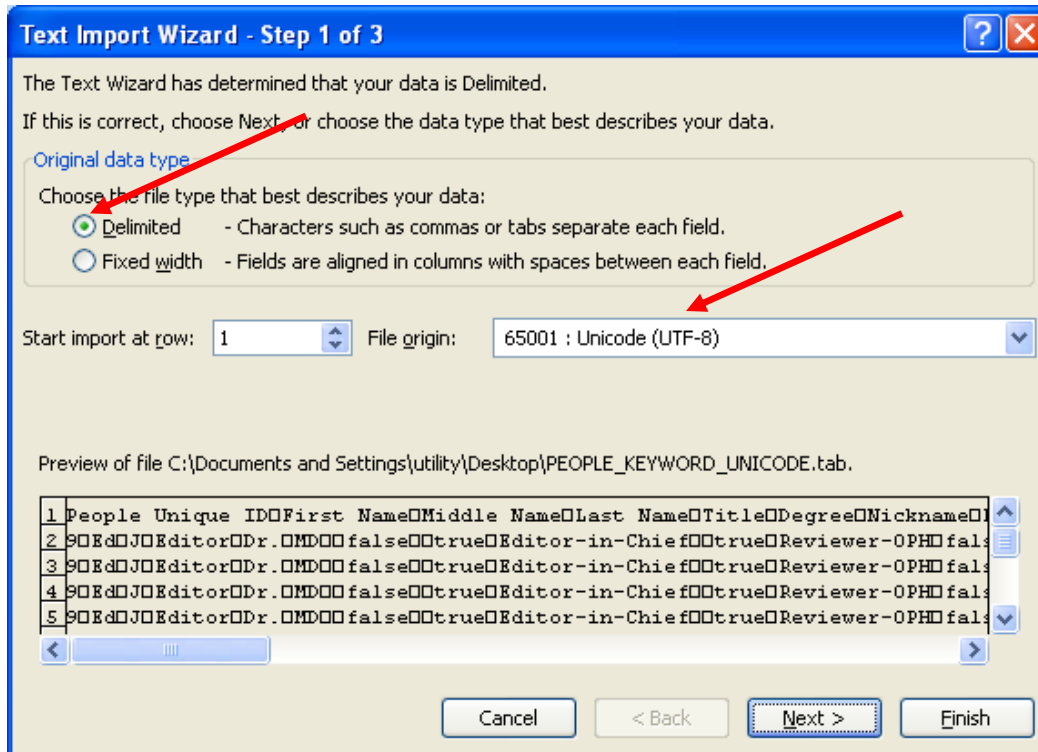 Text Import Wizard - Step 1 of 3
The Text Wizard has determined that your data is Delimited.
If this is correct, choose Next, or choose the data type that best describes your data.
Original data type
Choose the file type that best describes your data:
Delimited - Characters such as commas or tabs separate each field.
Fixed width - Fields are aligned in columns with spaces between each field.
Start import at row: 1 File origin: 65001 : Unicode (UTF-8)
Preview of file C:\Documents and Settings\utility\Desktop\PEOPLE_KEYWORD_UNICODE.tab.
1 People Unique ID□First Name□Middle Name□Last Name□Title□Degree□Nickname□
2 9□Ed□J□Editor□Dr.□MD□□false□□true□Editor-in-Chief□□true□Reviewer-OPH□fals
3 9□Ed□J□Editor□Dr.□MD□□false□□true□Editor-in-Chief□□true□Reviewer-OPH□fals
4 9□Ed□J□Editor□Dr.□MD□□false□□true□Editor-in-Chief□□true□Reviewer-OPH□fals
5 9□Ed□J□Editor□Dr.□MD□□false□□true□Editor-in-Chief□□true□Reviewer-OPH□fals
Cancel < Back Next > Finish